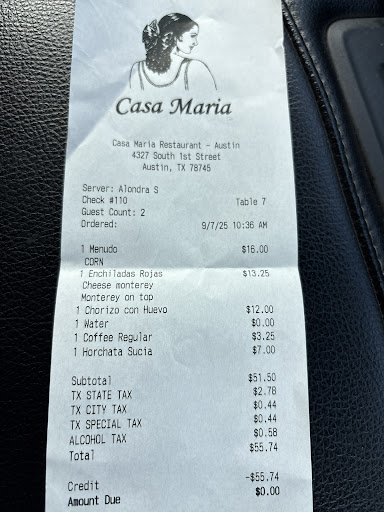 Casa Maria
Casa Maria Restaurant - Austin
4327 South 1st Street
Austin, TX 78745
Server: Alondra S
Check #110 Table 7
Guest Count: 2
Ordered: 9/7/25 10:36 AM
1 Menudo $16.00
CORN
1 Enchiladas Rojas $13.25
Cheese monterey
Monterey on top
1 Chorizo con Huevo $12.00
1 Water $0.00
1 Coffee Regular $3.25
1 Horchata Sucia $7.00
Subtotal $51.50
TX STATE TAX $2.78
TX CITY TAX $0.44
TX SPECIAL TAX $0.44
ALCOHOL TAX $0.58
Total $55.74
Credit -$55.74
Amount Due $0.00